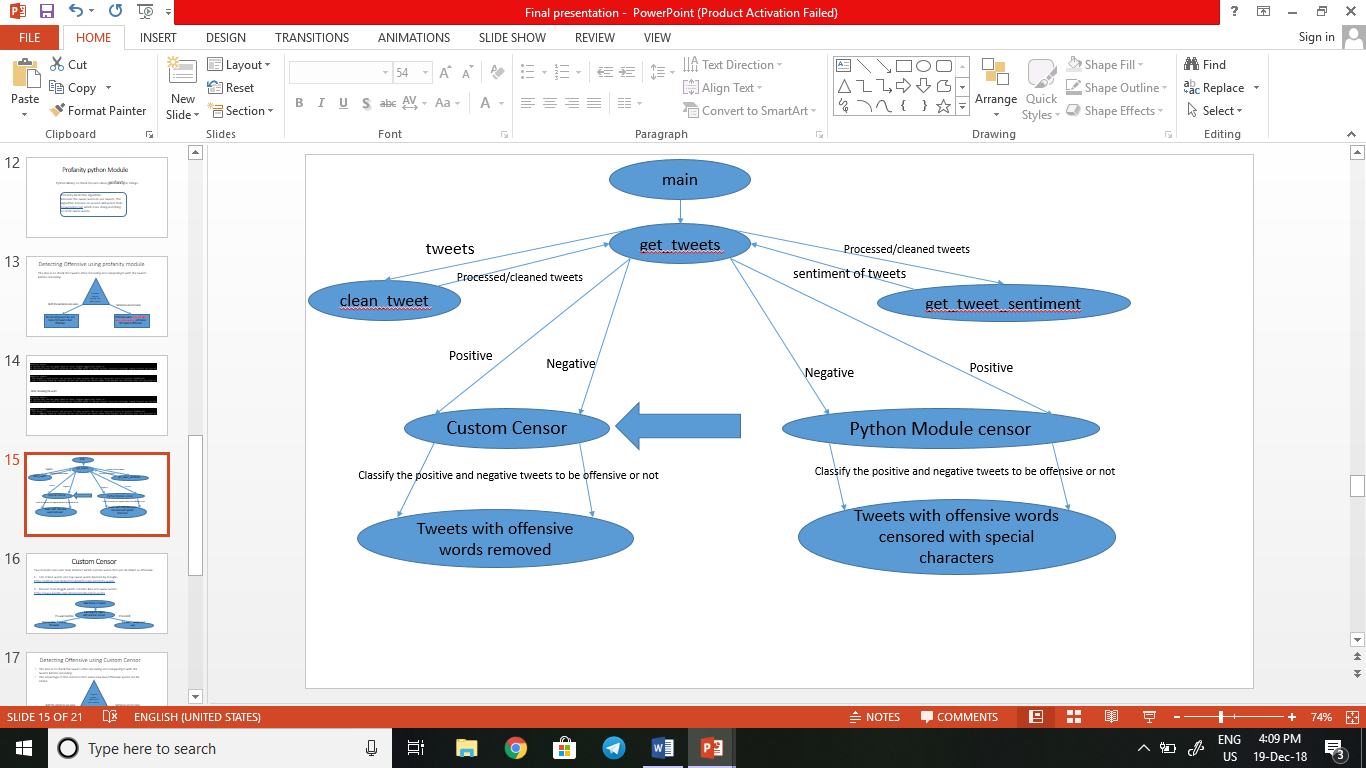 Final presentation - PowerPoint (Product Activation Failed)
FILE
HOME
INSERT
DESIGN
TRANSITIONS
ANIMATIONS
SLIDE SHOW
REVIEW
VIEW
Sign in
Paste
Cut
Copy
Format Painter
Clipboard
New
Slide
Layout
Reset
Section
Slides
54
B I U S abc AV Aa A
Font
Text Direction
Align Text
Convert to SmartArt
Paragraph
Arrange
Quick
Styles
Shape Fill
Shape Outline
Shape Effects
Drawing
Find
Replace
Select
Editing
12
Profanity python Module
13
Detecting Offensive using profanity module
14
15
16
Custom Censor
17
Detecting Offensive using Custom Censor
main
get_tweets
tweets
Processed/cleaned tweets
Processed/cleaned tweets
sentiment of tweets
clean_tweet
get_tweet_sentiment
Positive
Negative
Negative
Positive
Custom Censor
Python Module censor
Classify the positive and negative tweets to be offensive or not
Classify the positive and negative tweets to be offensive or not
Tweets with offensive
words removed
Tweets with offensive words
censored with special
characters
SLIDE 15 OF 21
ENGLISH (UNITED STATES)
NOTES
COMMENTS
74%
Type here to search
ENG
US
4:09 PM
19-Dec-18
3